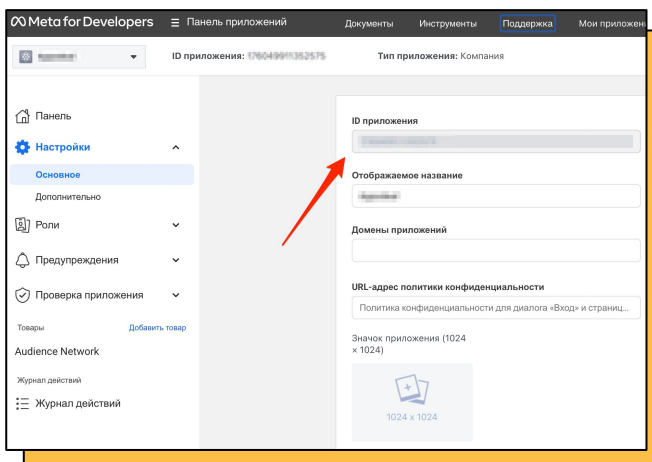 Meta for Developers
Панель приложений
Документы
Инструменты
Поддержка
Мои приложен
ID приложения:
Тип приложения: Компания
Панель
Настройки
Основное
Дополнительно
Роли
Предупреждения
Проверка приложения
Товары
Добавить товар
Audience Network
Журнал действий
Журнал действий
ID приложения
Отображаемое название
Домены приложений
URL-адрес политики конфиденциальности
Политика конфиденциальности для диалога «Вход» и страниц...
Значок приложения (1024
× 1024)
1024 x 1024